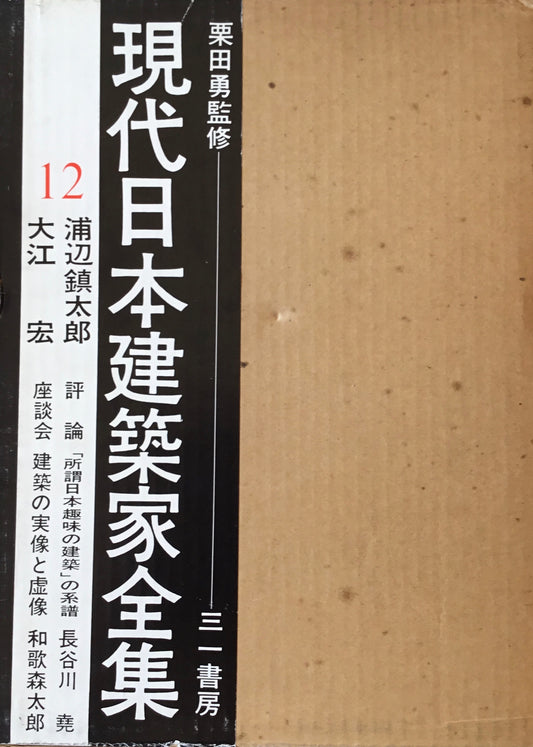 栗田勇監修 三一書房
現代日本建築家全集
12
浦辺鎮太郎
大江 宏
評論 「所謂日本趣味の建築」の系譜 長谷川 堯
座談会 建築の実像と虚像 和歌森太郎